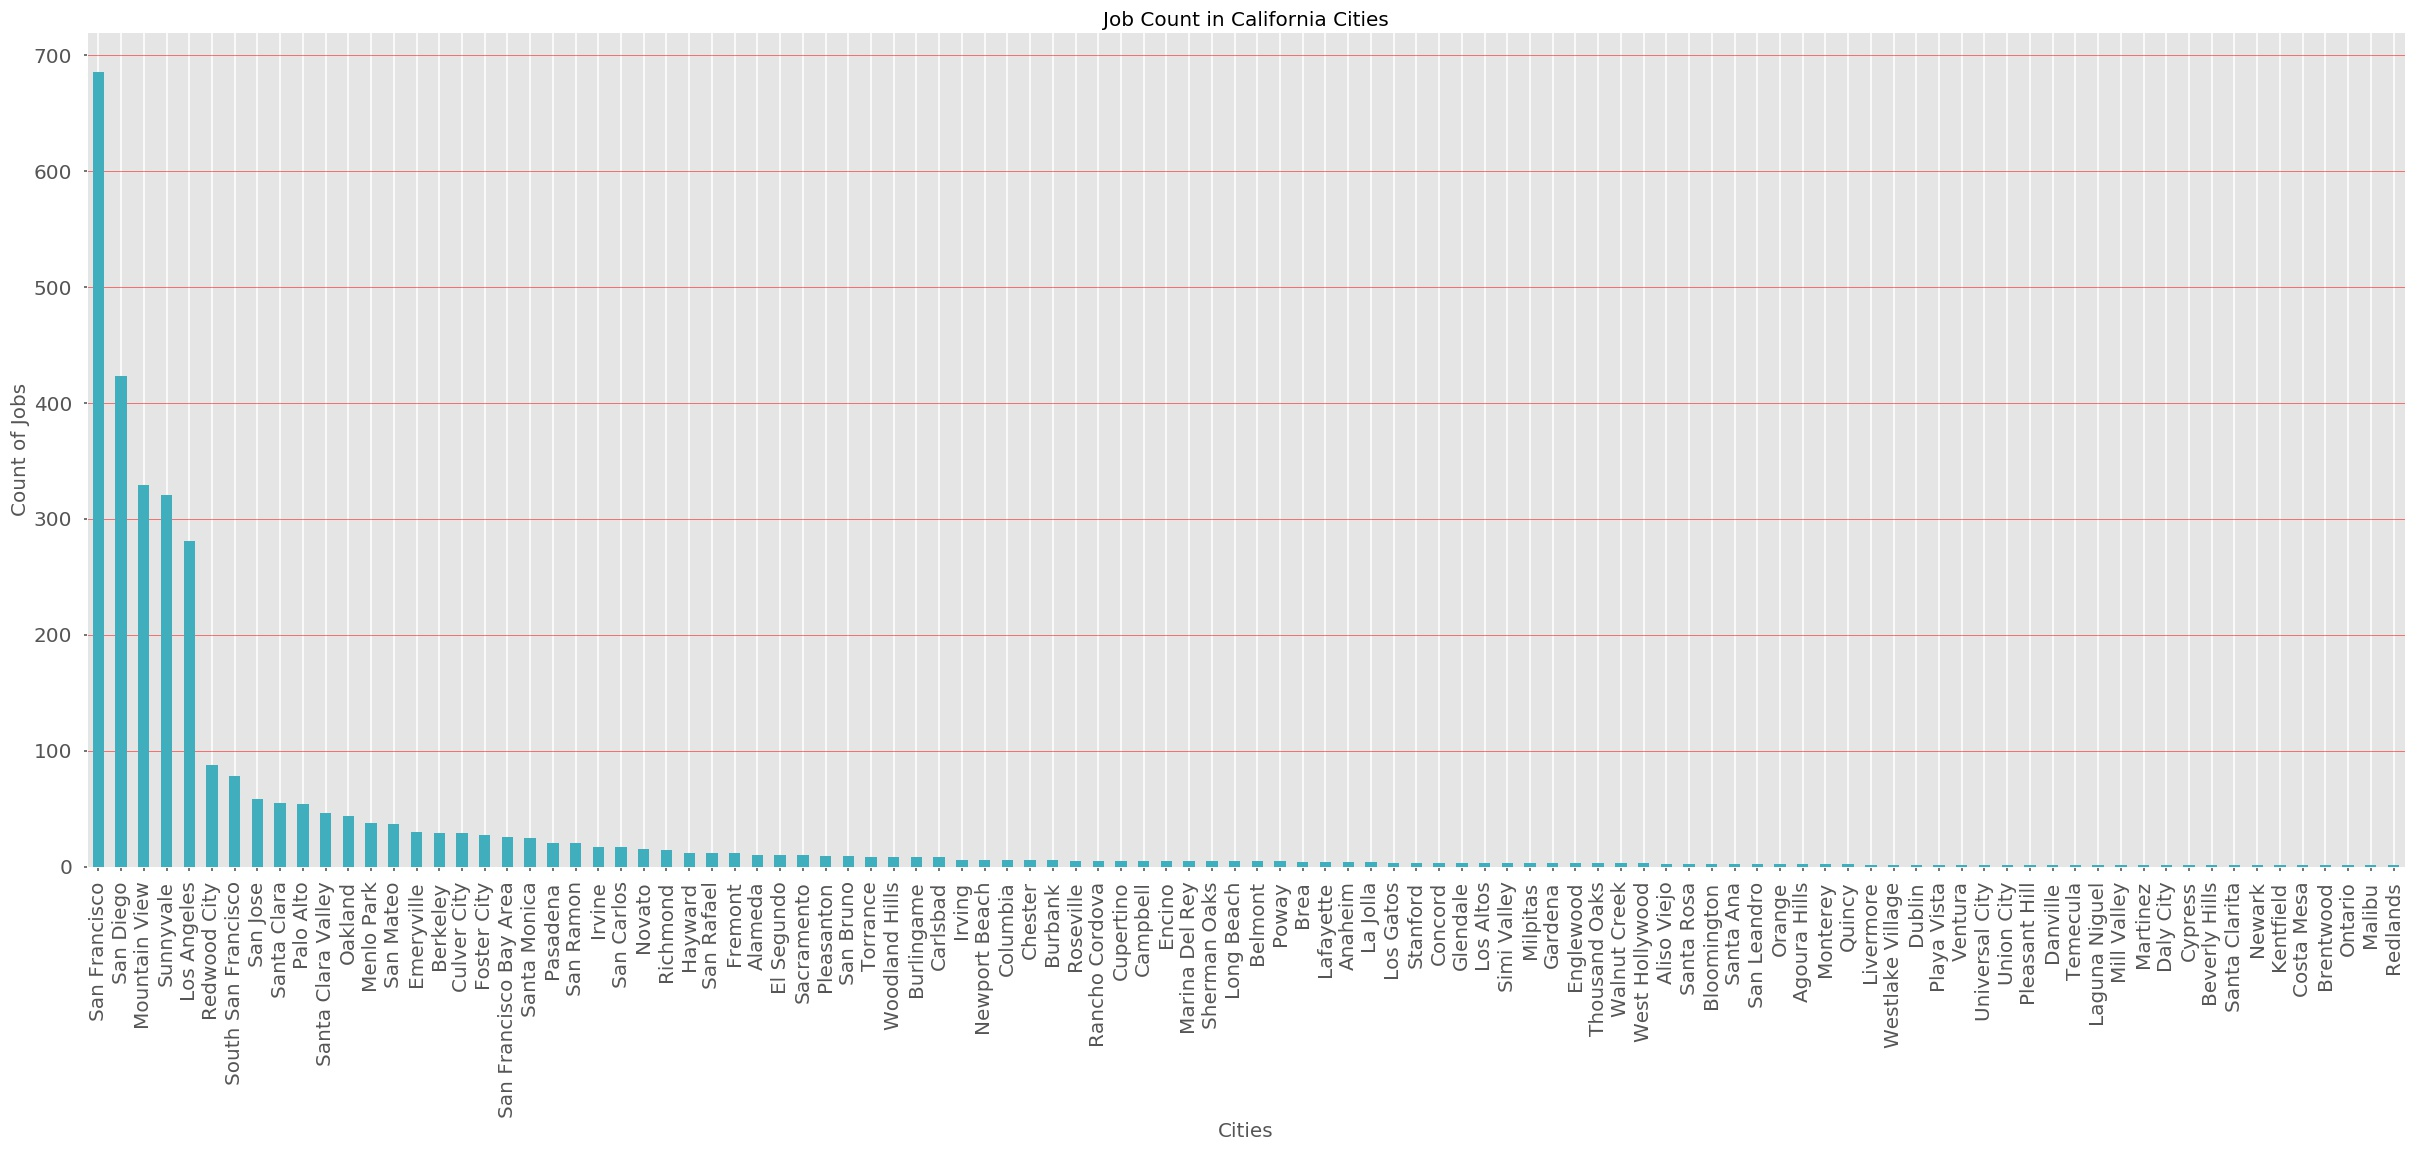 Job Count in California Cities
700
600
500
400
300
200
100
0
Count of Jobs
San Francisco
San Diego
Mountain View
Sunnyvale
Los Angeles
Redwood City
South San Francisco
San Jose
Santa Clara
Palo Alto
Santa Clara Valley
Oakland
Menlo Park
San Mateo
Emeryville
Berkeley
Culver City
Foster City
San Francisco Bay Area
Santa Monica
Pasadena
San Ramon
Irvine
San Carlos
Novato
Richmond
Hayward
San Rafael
Fremont
Alameda
El Segundo
Sacramento
Pleasanton
San Bruno
Torrance
Woodland Hills
Burlingame
Carlsbad
Irving
Newport Beach
Columbia
Chester
Burbank
Roseville
Rancho Cordova
Cupertino
Campbell
Encino
Marina Del Rey
Sherman Oaks
Long Beach
Belmont
Poway
Brea
Lafayette
Anaheim
La Jolla
Los Gatos
Stanford
Concord
Glendale
Los Altos
Simi Valley
Milpitas
Gardena
Englewood
Thousand Oaks
Walnut Creek
West Hollywood
Aliso Viejo
Santa Rosa
Bloomington
Santa Ana
San Leandro
Orange
Agoura Hills
Monterey
Quincy
Livermore
Westlake Village
Dublin
Playa Vista
Ventura
Universal City
Union City
Pleasant Hill
Danville
Temecula
Laguna Niguel
Mill Valley
Martinez
Daly City
Cypress
Beverly Hills
Santa Clarita
Newark
Kentfield
Costa Mesa
Brentwood
Ontario
Malibu
Redlands
Cities